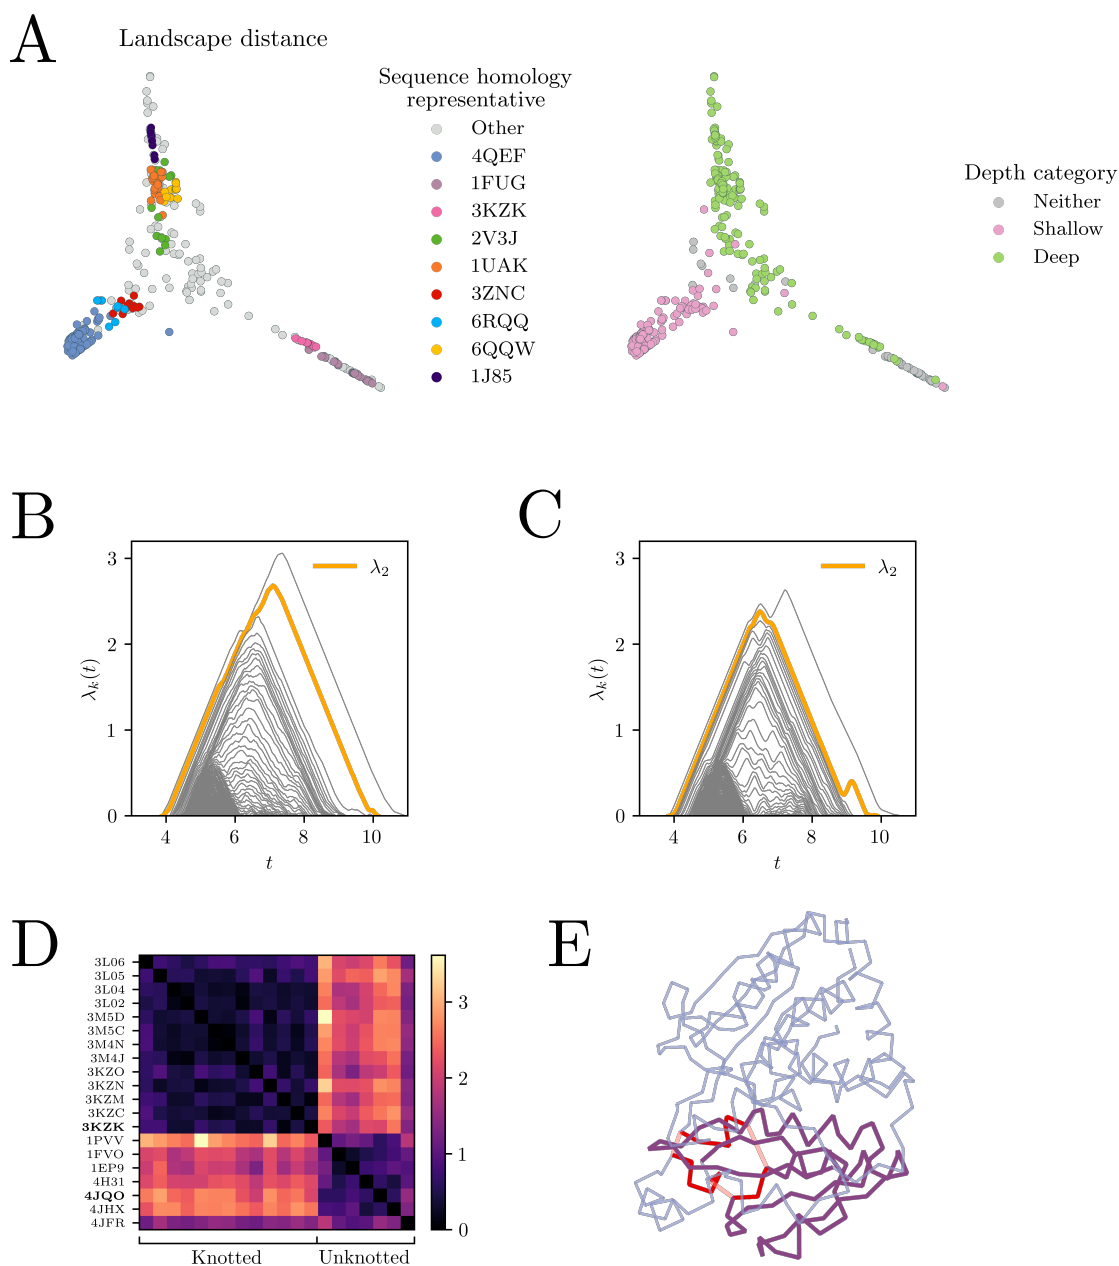 A
Landscape distance
Sequence homology
representative
Other
4QEF
1FUG
3KZK
2V3J
1UAK
3ZNC
6RQQ
6QQW
1J85
Depth category
Neither
Shallow
Deep
B
λ₂
3
2
1
0
λₖ(t)
4 6 8 10
t
C
λ₂
3
2
1
0
λₖ(t)
4 6 8 10
t
D
3L06
3L05
3L04
3L02
3M5D
3M5C
3M4N
3M4J
3KZO
3KZN
3KZM
3KZC
3KZK
1PVV
1FVO
1EP9
4H31
4JQO
4JHX
4JFR
Knotted Unknotted
3
2
1
0
E